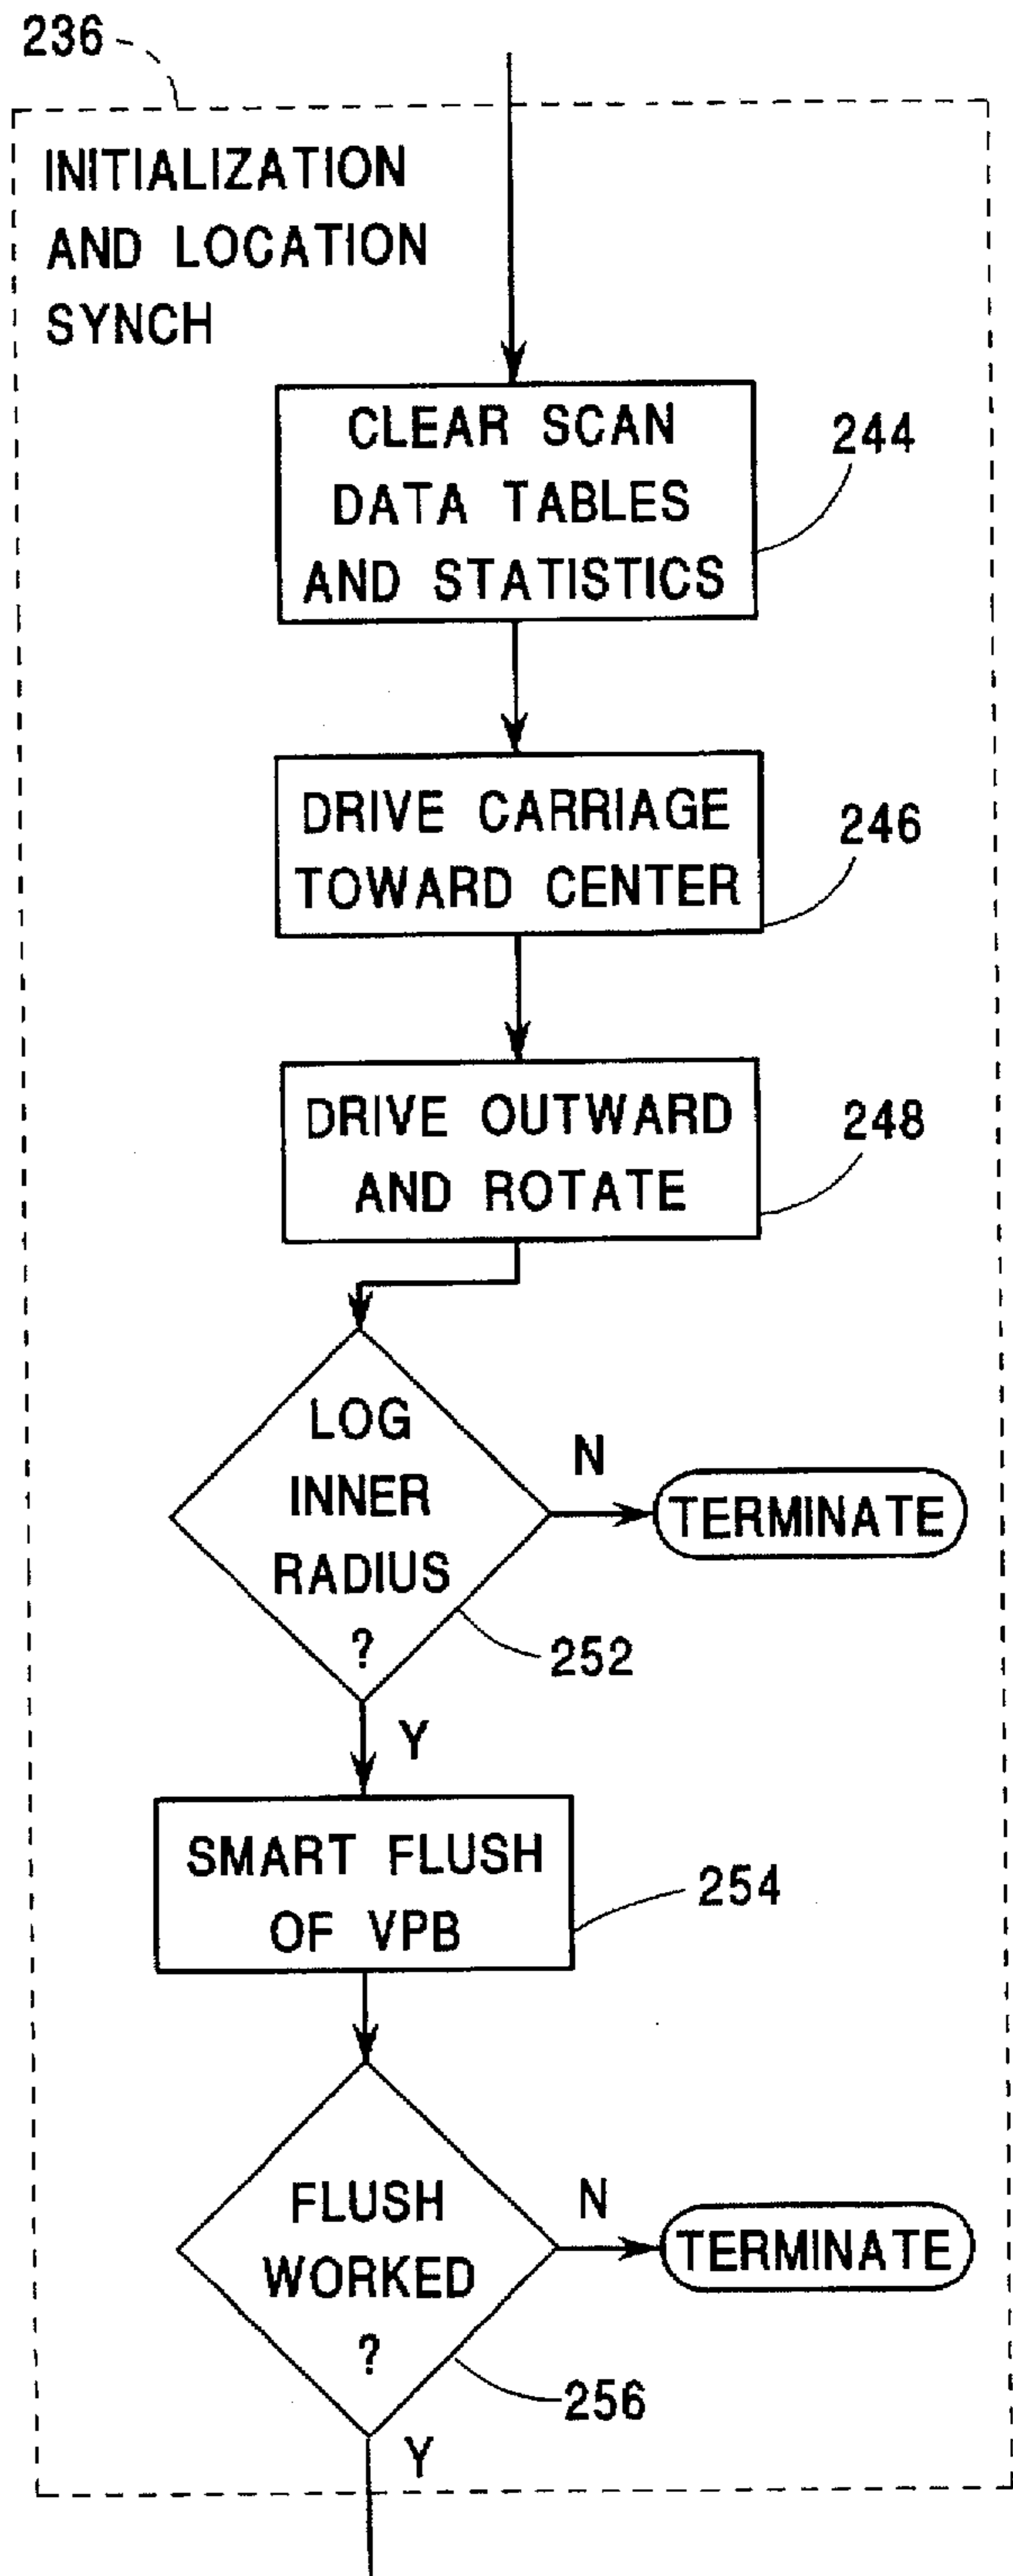 236
INITIALIZATION
AND LOCATION
SYNCH
CLEAR SCAN
DATA TABLES
AND STATISTICS
244
DRIVE CARRIAGE
TOWARD CENTER
246
DRIVE OUTWARD
AND ROTATE
248
LOG
INNER
RADIUS
?
252
N
TERMINATE
Y
SMART FLUSH
OF VPB
254
FLUSH
WORKED
?
256
N
TERMINATE
Y